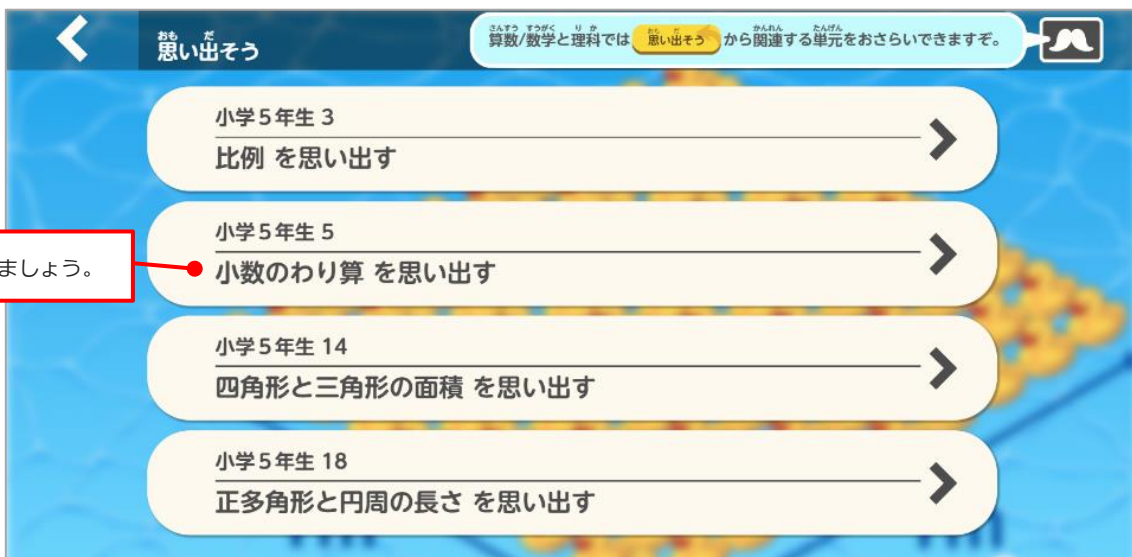 思い出そう
算数/数学と理科では 思い出そう から関連する単元をおさらいできますぞ。
小学5年生 3
比例 を思い出す
小学5年生 5
小数のわり算 を思い出す
ましょう。
小学5年生 14
四角形と三角形の面積 を思い出す
小学5年生 18
正多角形と円周の長さ を思い出す